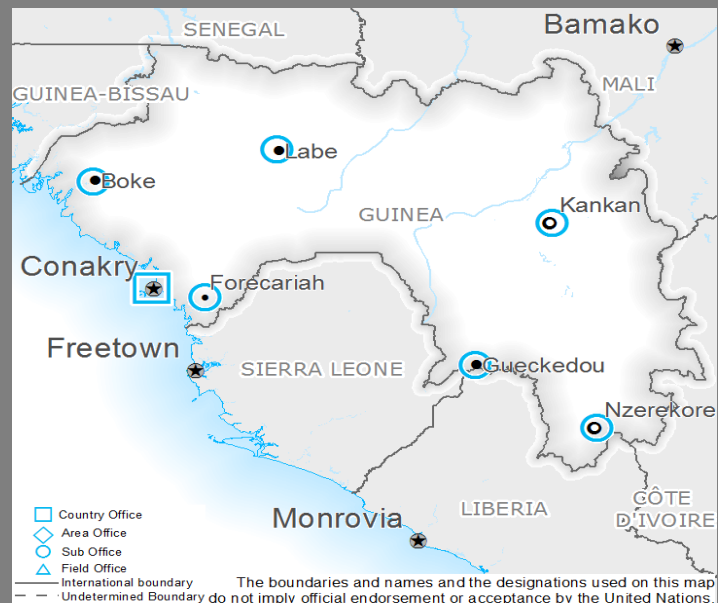 SENEGAL
Bamako
GUINEA-BISSAU
MALI
Labe
Boke
Kankan
GUINEA
Conakry
Forecariah
Freetown
SIERRA LEONE
Gueckedou
Nzerekore
Monrovia
LIBERIA
CÔTE
D'IVOIRE
Country Office
Area Office
Sub Office
Field Office
International boundary
Undetermined Boundary
The boundaries and names and the designations used on this map
do not imply official endorsement or acceptance by the United Nations.